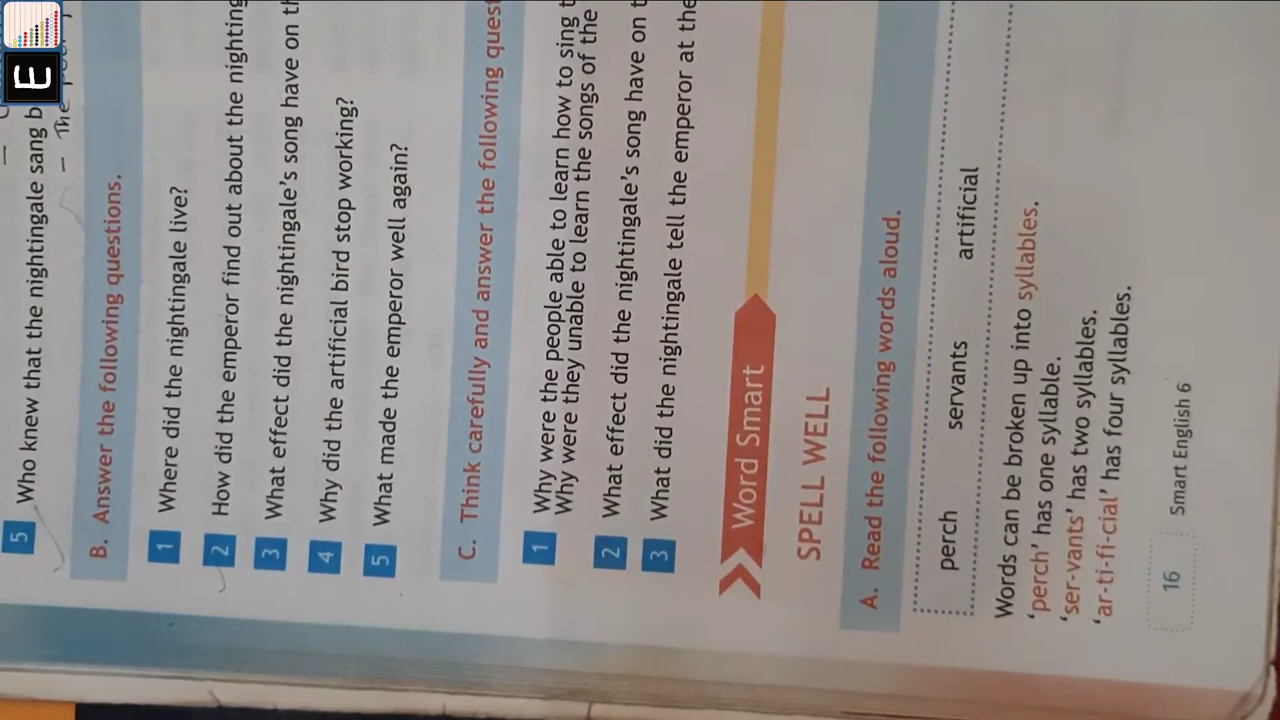 5 Who knew that the nightingale sang b
– The
B. Answer the following questions.
1 Where did the nightingale live?
2 How did the emperor find out about the nighting
3 What effect did the nightingale's song have on th
4 Why did the artificial bird stop working?
5 What made the emperor well again?
C. Think carefully and answer the following quest
1 Why were the people able to learn how to sing t
Why were they unable to learn the songs of the
2 What effect did the nightingale's song have on t
3 What did the nightingale tell the emperor at the
Word Smart
SPELL WELL
A. Read the following words aloud.
perch servants artificial
Words can be broken up into syllables.
'perch' has one syllable.
'ser-vants' has two syllables.
'ar-ti-fi-cial' has four syllables.
16 Smart English 6
E